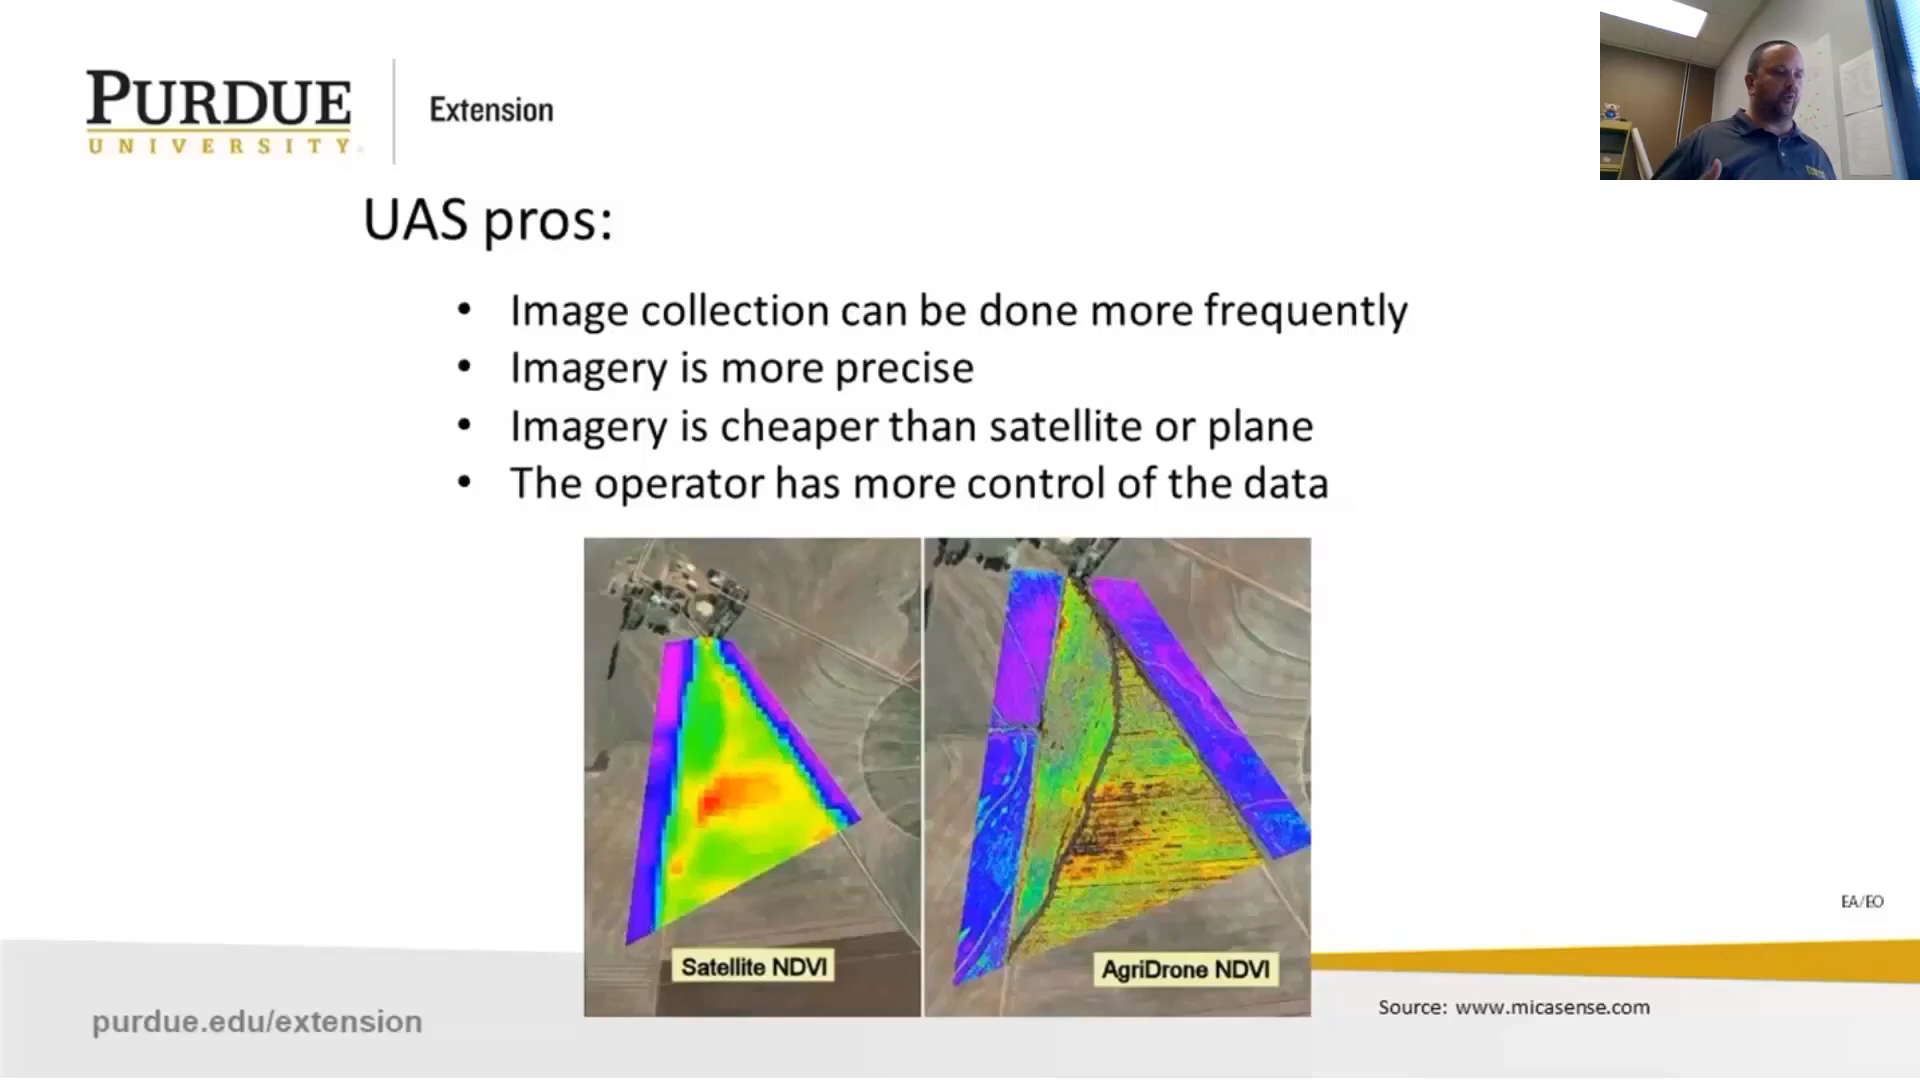 PURDUE
UNIVERSITY
Extension
UAS pros:
• Image collection can be done more frequently
• Imagery is more precise
• Imagery is cheaper than satellite or plane
• The operator has more control of the data
Satellite NDVI
AgriDrone NDVI
EA/EO
Source: www.micasense.com
purdue.edu/extension